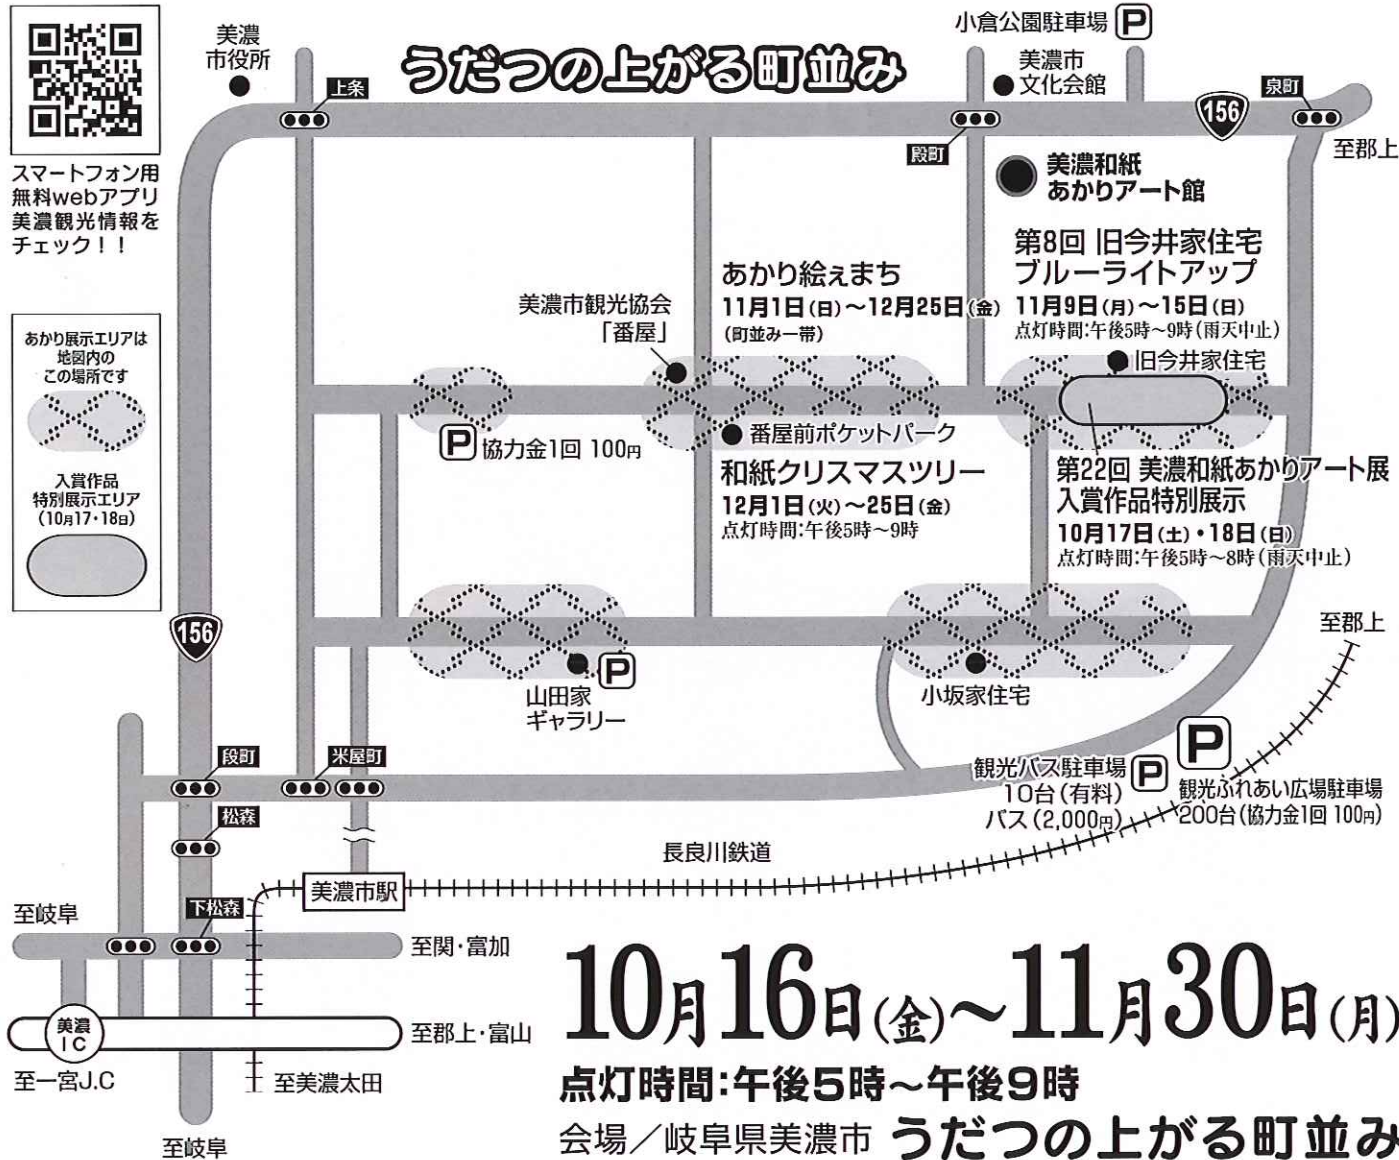 うだつの上がる町並み
小倉公園駐車場 P
美濃
市役所
上条
美濃市
文化会館
156
泉町
至郡上
殿町
スマートフォン用
無料webアプリ
美濃観光情報を
チェック！！
美濃和紙
あかりアート館
第8回 旧今井家住宅
ブルーライトアップ
11月9日(月)〜15日(日)
点灯時間:午後5時〜9時(雨天中止)
旧今井家住宅
あかり絵ぇまち
11月1日(日)〜12月25日(金)
(町並み一帯)
美濃市観光協会
「番屋」
あかり展示エリアは
地図内の
この場所です
入賞作品
特別展示エリア
(10月17・18日)
P 協力金1回 100円
番屋前ポケットパーク
和紙クリスマスツリー
12月1日(火)〜25日(金)
点灯時間:午後5時〜9時
第22回 美濃和紙あかりアート展
入賞作品特別展示
10月17日(土)・18日(日)
点灯時間:午後5時〜8時(雨天中止)
156
至郡上
P
山田家
ギャラリー
小坂家住宅
段町
米屋町
松森
観光バス駐車場 P
10台(有料)
バス(2,000円)
P
観光ふれあい広場駐車場
200台(協力金1回 100円)
長良川鉄道
美濃市駅
至岐阜
下松森
至関・富加
美濃
IC
至郡上・富山
至一宮J.C
至美濃太田
至岐阜
10月16日(金)〜11月30日(月)
点灯時間:午後5時〜午後9時
会場／岐阜県美濃市 うだつの上がる町並み